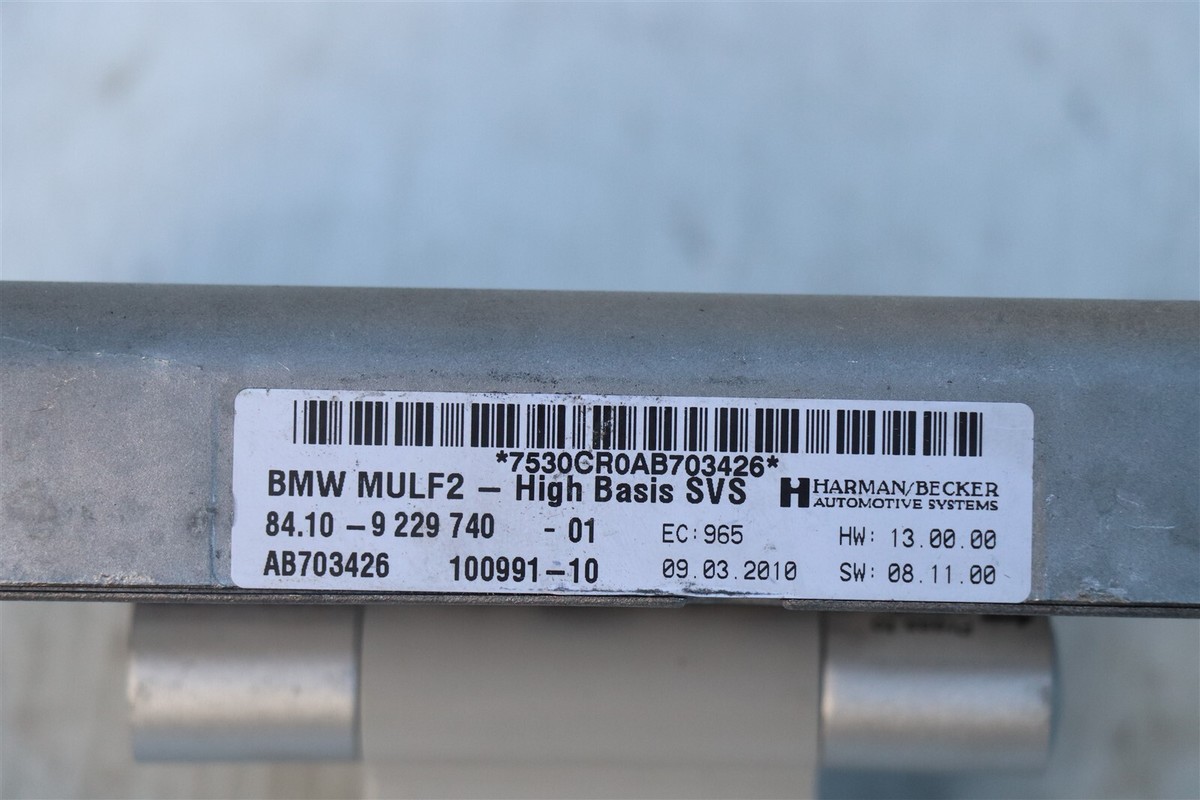 *7530CR0AB703426*
BMW MULF2 – High Basis SVS
HARMAN/BECKER
AUTOMOTIVE SYSTEMS
84.10 – 9 229 740 - 01 EC: 965 HW: 13.00.00
AB703426 100991–10 09.03.2010 SW: 08.11.00